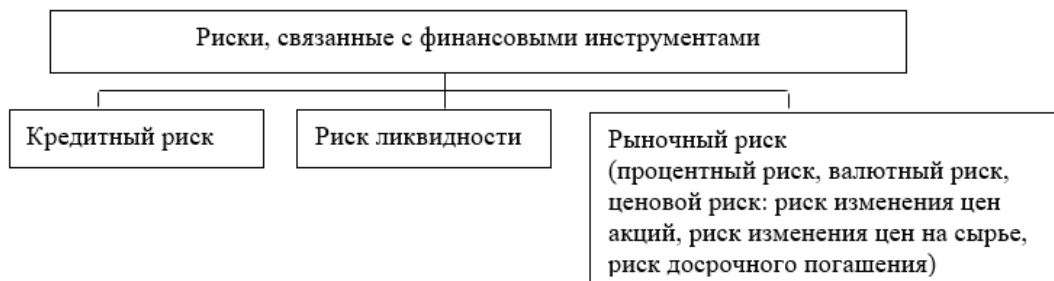 Риски, связанные с финансовыми инструментами
Кредитный риск
Риск ликвидности
Рыночный риск
(процентный риск, валютный риск,
ценовой риск: риск изменения цен
акций, риск изменения цен на сырье,
риск досрочного погашения)